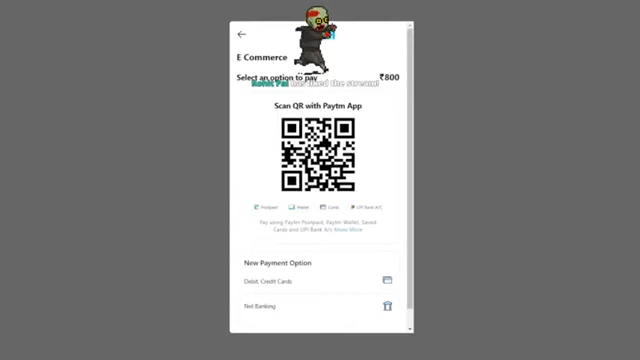 E Commerce
Select an option to pay ₹800
Rohit Pal has liked the stream!
Scan QR with Paytm App
Postpaid Wallet Cards UPI Bank A/C
Pay using Paytm Postpaid, Paytm Wallet, Saved
Cards and UPI Bank A/c Know More
New Payment Option
Debit, Credit Cards
Net Banking